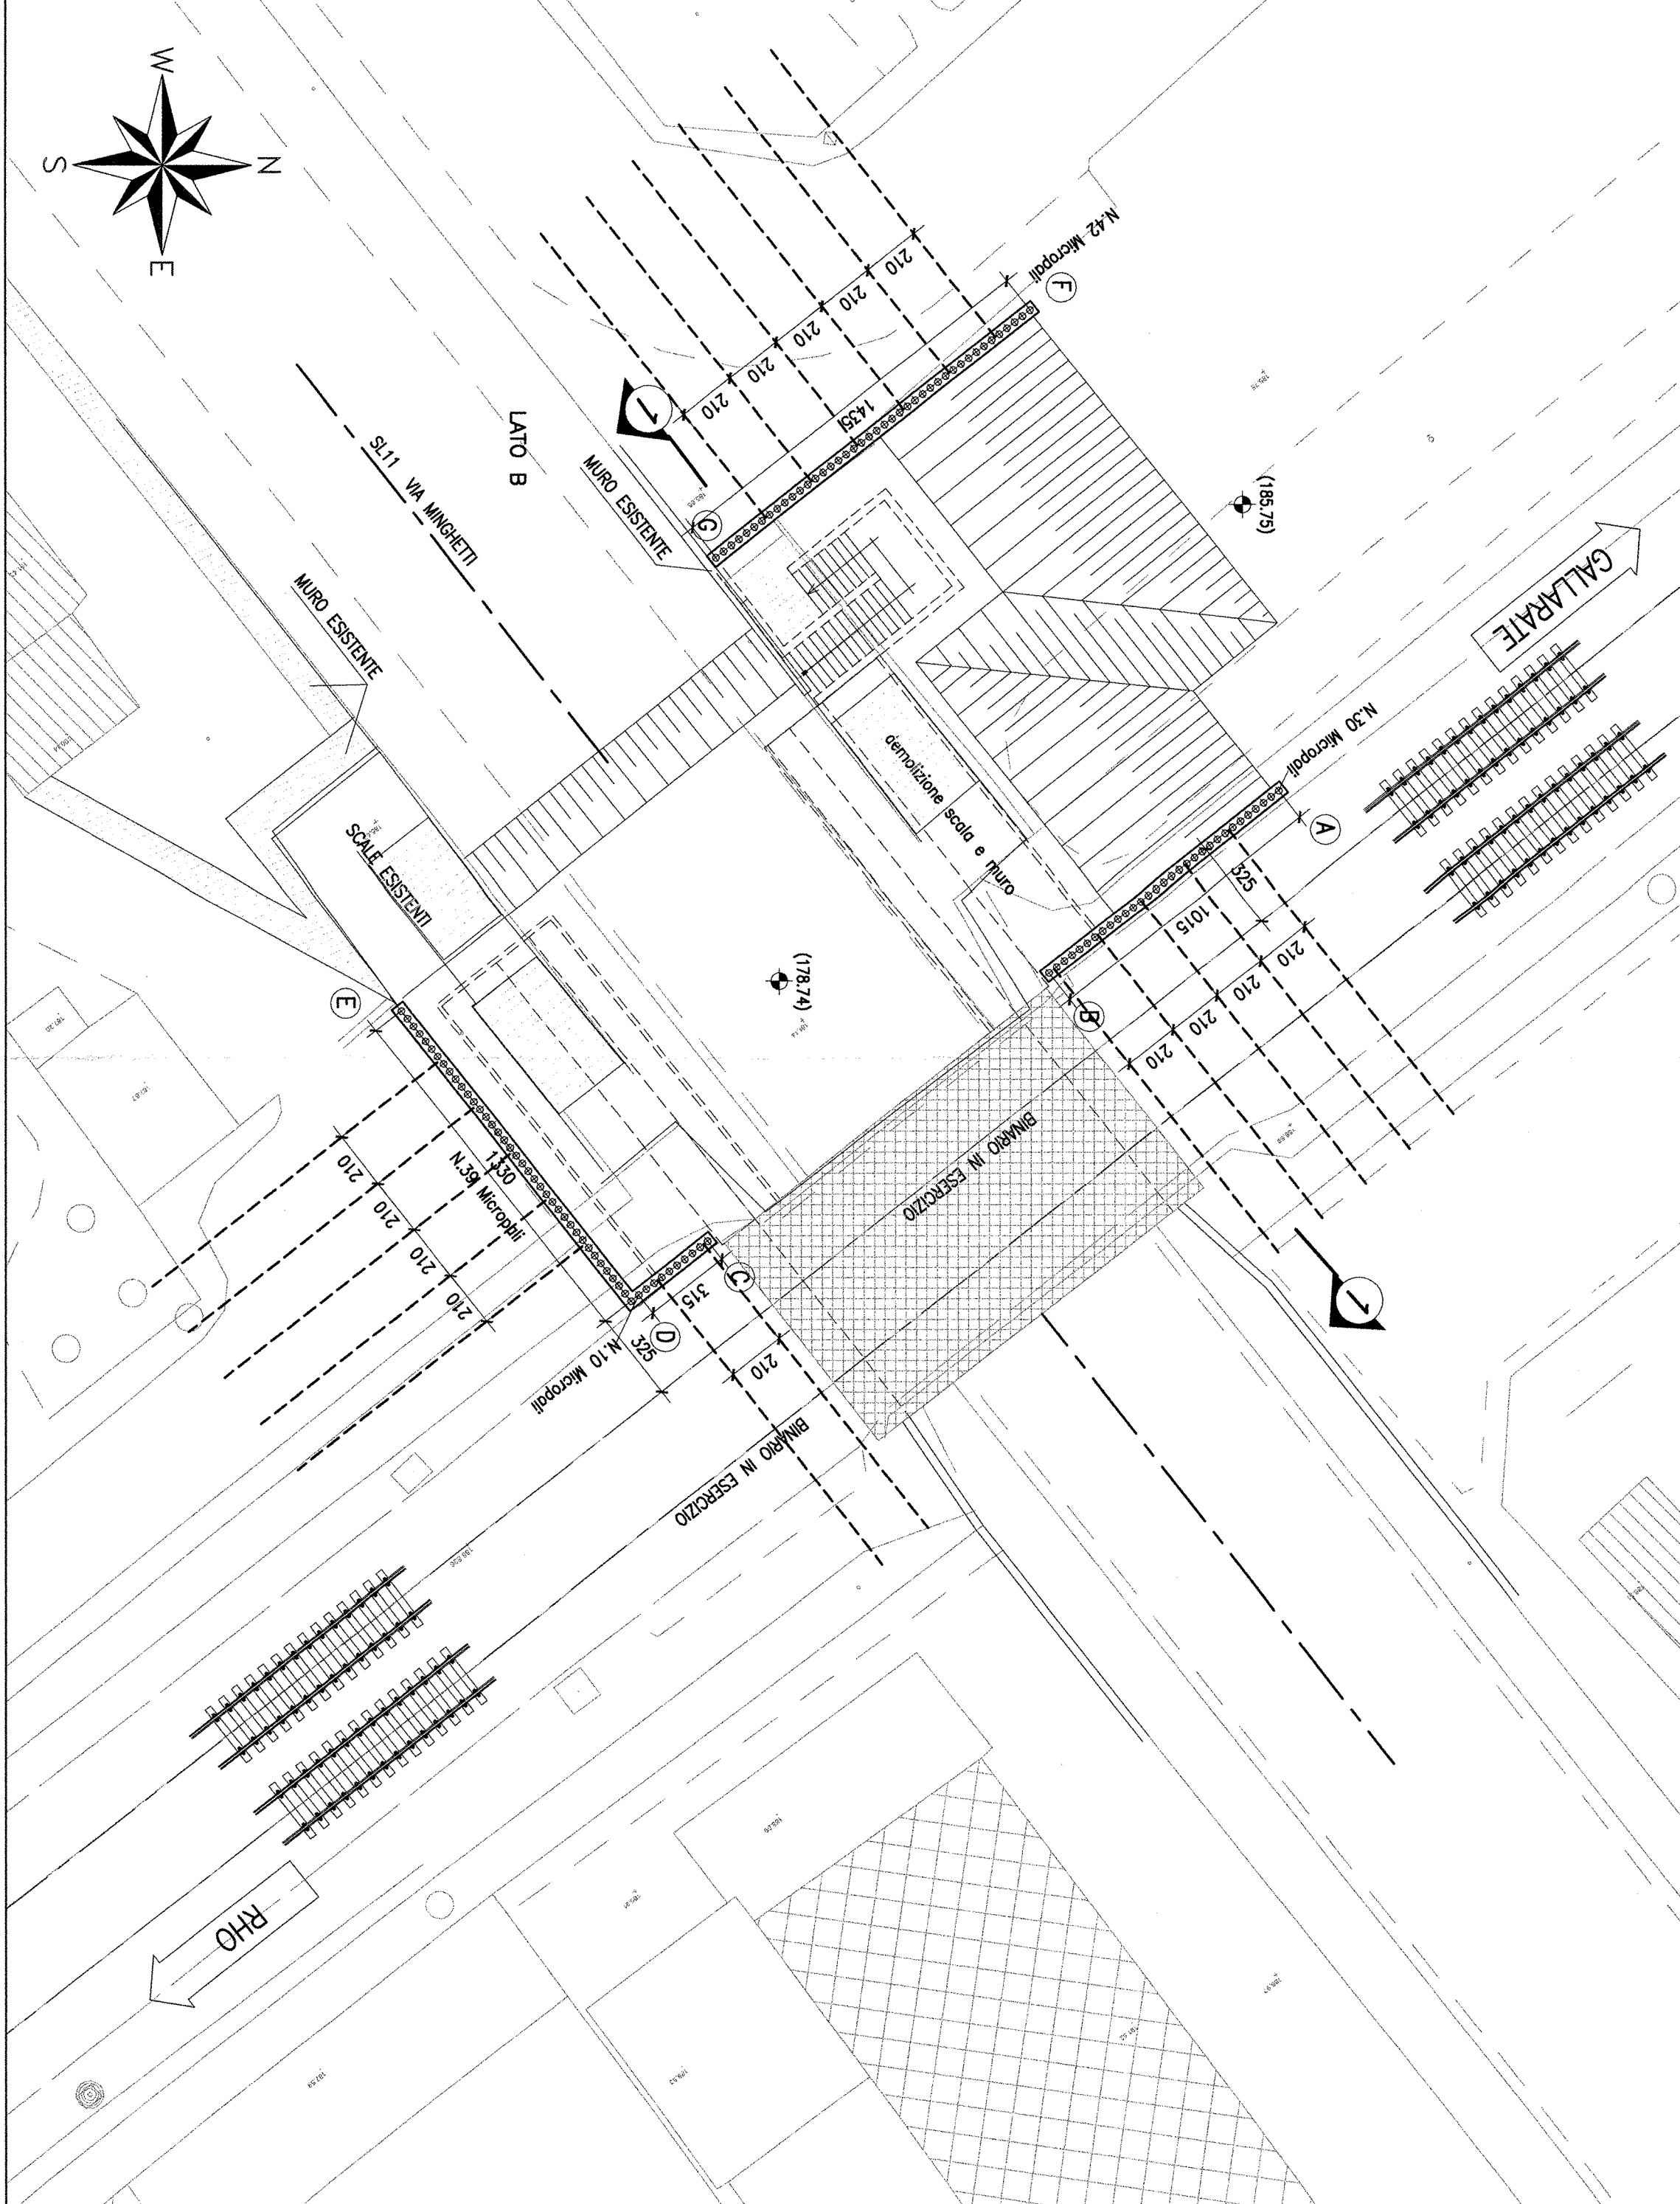 W
N
S
E
N.42 Micropali
F
210
210
210
210
210
1435
1
G
LATO B
MURO ESISTENTE
SL11 VIA MINGHETTI
MURO ESISTENTE
(185.75)
GALLARATE
N.30 Micropali
A
demolizione scala e muro
325
1015
210
210
210
210
B
SCALE ESISTENTI
(178.74)
E
BINARIO IN ESERCIZIO
1330
N.39 Micropali
210
210
210
210
C
315
D
325
N.10 Micropali
210
1
BINARIO IN ESERCIZIO
RHO